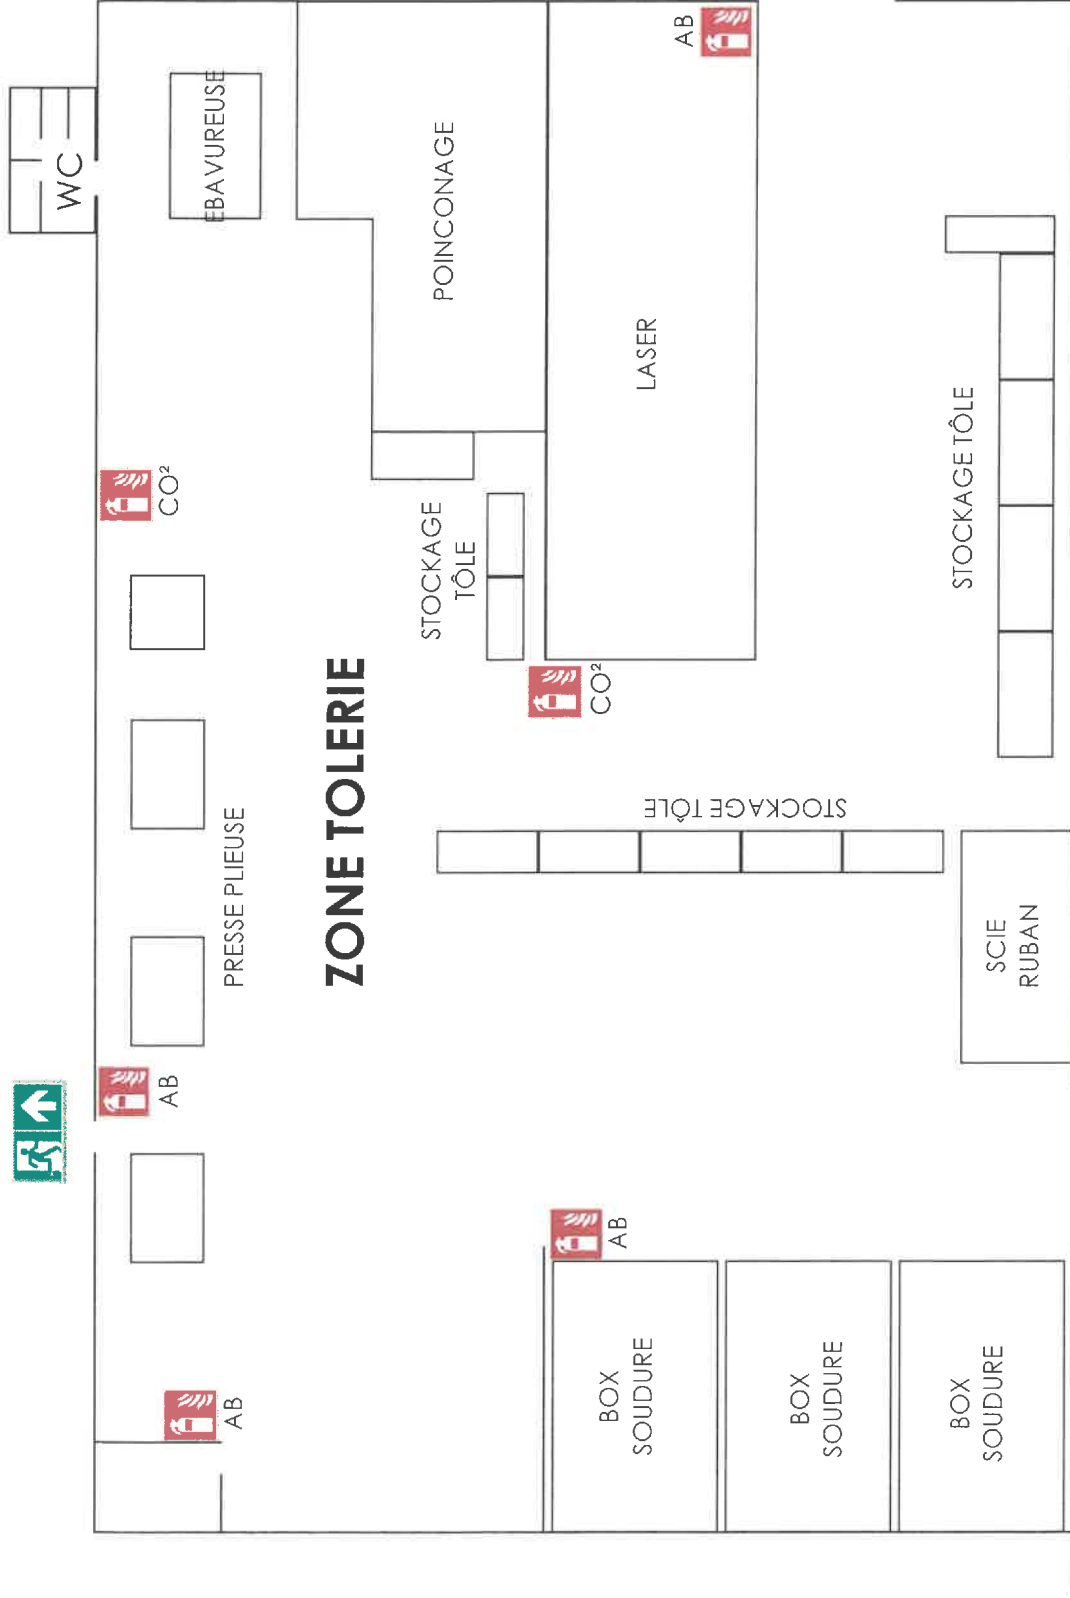 WC
EBAVUREUSE
POINCONAGE
AB
LASER
CO²
STOCKAGE
TÔLE
CO²
STOCKAGE TÔLE
ZONE TOLERIE
PRESSE PLIEUSE
STOCKAGE TÔLE
SCIE
RUBAN
AB
AB
AB
BOX
SOUDURE
BOX
SOUDURE
BOX
SOUDURE